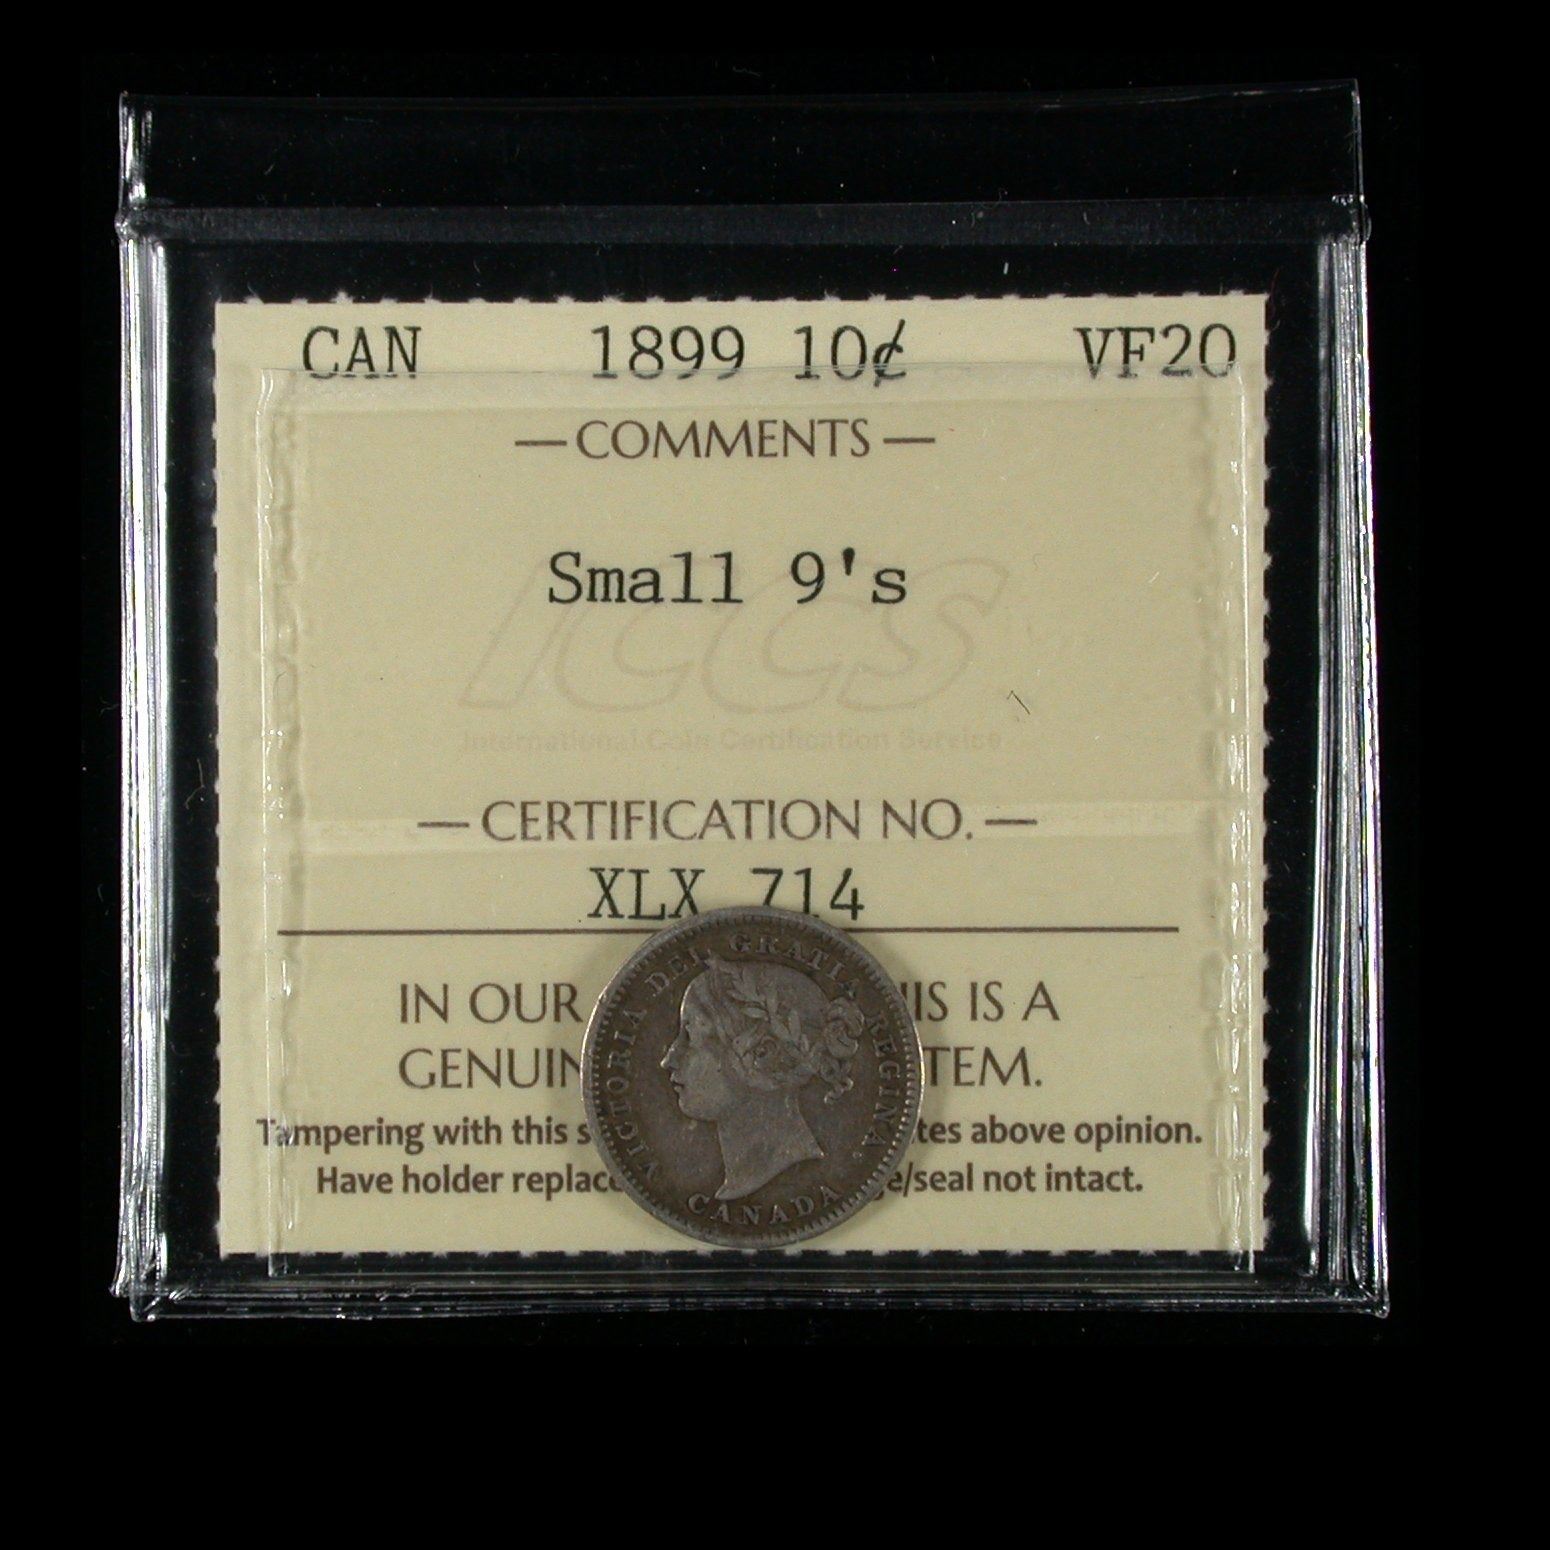 CAN 1899 10¢ VF20
—COMMENTS—
Small 9's
ICCS
International Coin Certification Service
—CERTIFICATION NO.—
XLX 714
IN OUR IS IS A
GENUIN TEM.
Tampering with this s tes above opinion.
Have holder replac e/seal not intact.
VICTORIA DEI GRATIA REGINA.
CANADA